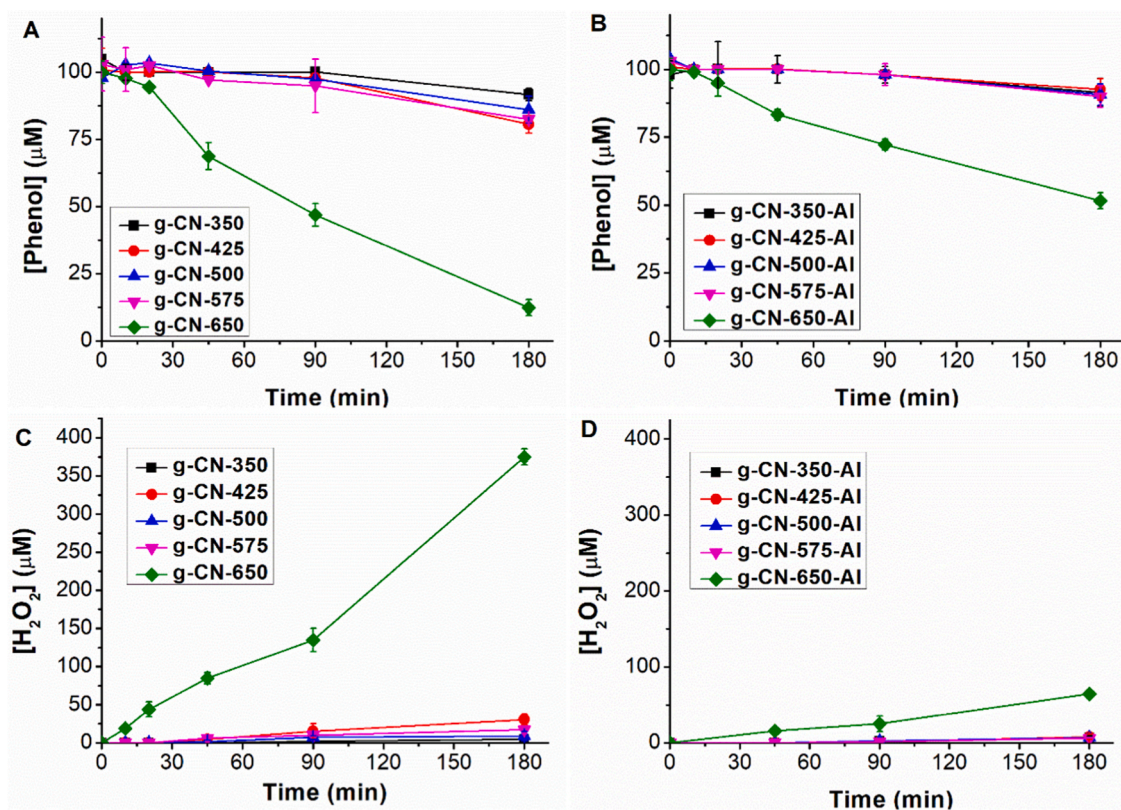 A
[Phenol] (μM)
100
75
50
25
0
g-CN-350
g-CN-425
g-CN-500
g-CN-575
g-CN-650
0 30 60 90 120 150 180
Time (min)
B
[Phenol] (μM)
100
75
50
25
0
g-CN-350-Al
g-CN-425-Al
g-CN-500-Al
g-CN-575-Al
g-CN-650-Al
0 30 60 90 120 150 180
Time (min)
C
[H₂O₂] (μM)
400
350
300
250
200
150
100
50
0
g-CN-350
g-CN-425
g-CN-500
g-CN-575
g-CN-650
0 30 60 90 120 150 180
Time (min)
D
[H₂O₂] (μM)
400
300
200
100
0
g-CN-350-Al
g-CN-425-Al
g-CN-500-Al
g-CN-575-Al
g-CN-650-Al
0 30 60 90 120 150 180
Time (min)